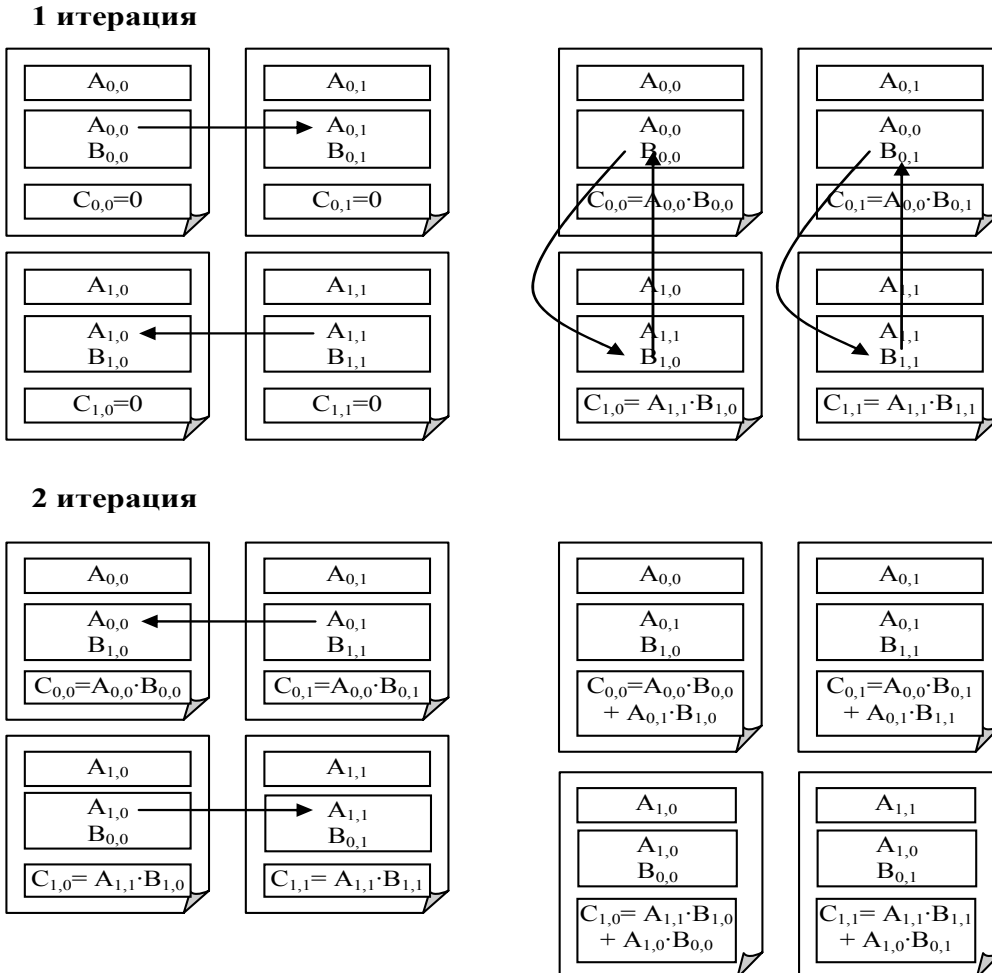 1 итерация
A0,0 A0,1 A0,0 A0,1
A0,0 A0,1 A0,0 A0,0
B0,0 B0,1 B0,0 B0,1
C0,0=0 C0,1=0 C0,0=A0,0·B0,0 C0,1=A0,0·B0,1
A1,0 A1,1 A1,0 A1,1
A1,0 A1,1 A1,1 A1,1
B1,0 B1,1 B1,0 B1,1
C1,0=0 C1,1=0 C1,0= A1,1·B1,0 C1,1= A1,1·B1,1
2 итерация
A0,0 A0,1 A0,0 A0,1
A0,0 A0,1 A0,1 A0,1
B1,0 B1,1 B1,0 B1,1
C0,0=A0,0·B0,0 C0,1=A0,0·B0,1 C0,0=A0,0·B0,0 C0,1=A0,0·B0,1
+ A0,1·B1,0 + A0,1·B1,1
A1,0 A1,1 A1,0 A1,1
A1,0 A1,1 A1,0 A1,0
B0,0 B0,1 B0,0 B0,1
C1,0= A1,1·B1,0 C1,1= A1,1·B1,1 C1,0= A1,1·B1,0 C1,1= A1,1·B1,1
+ A1,0·B0,0 + A1,0·B0,1